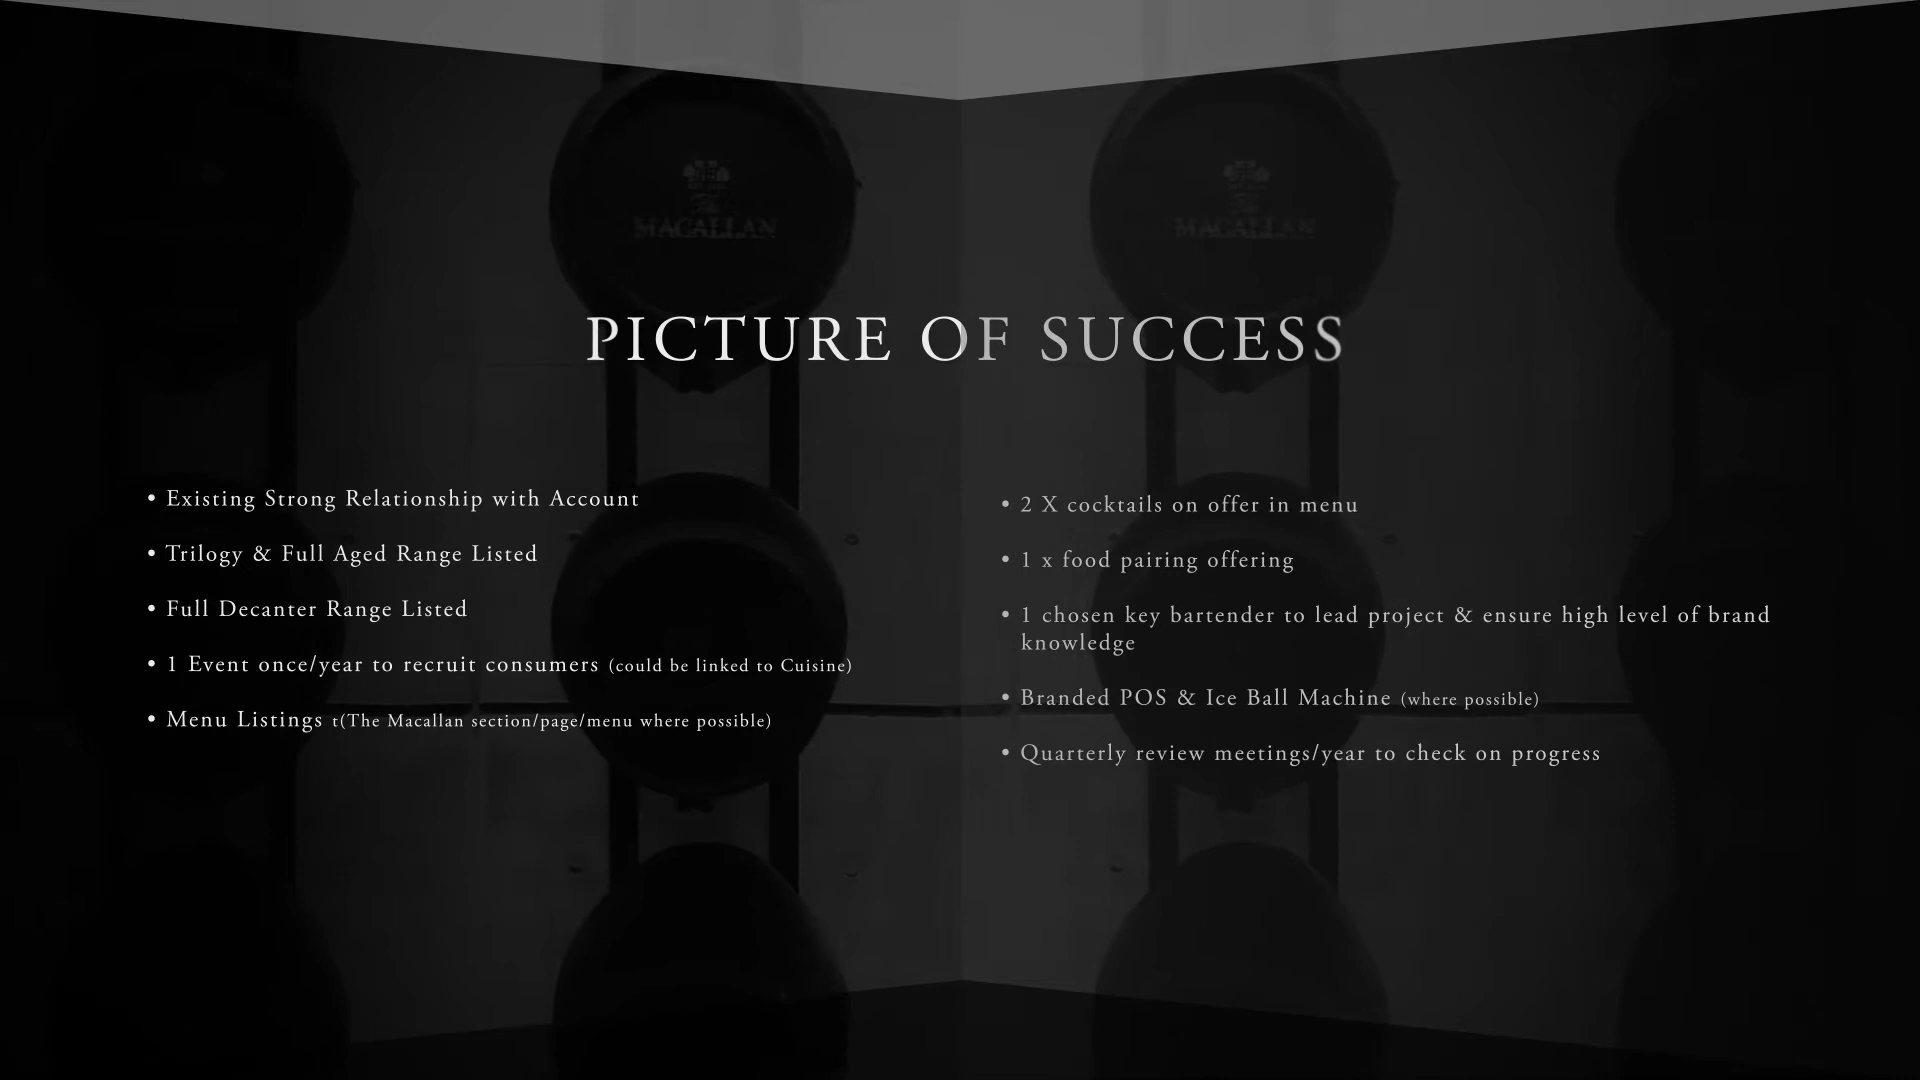 MACALLAN
MACALLAN
PICTURE OF SUCCESS
• Existing Strong Relationship with Account
• Trilogy & Full Aged Range Listed
• Full Decanter Range Listed
• 1 Event once/year to recruit consumers (could be linked to Cuisine)
• Menu Listings t(The Macallan section/page/menu where possible)
• 2 X cocktails on offer in menu
• 1 x food pairing offering
• 1 chosen key bartender to lead project & ensure high level of brand
knowledge
• Branded POS & Ice Ball Machine (where possible)
• Quarterly review meetings/year to check on progress